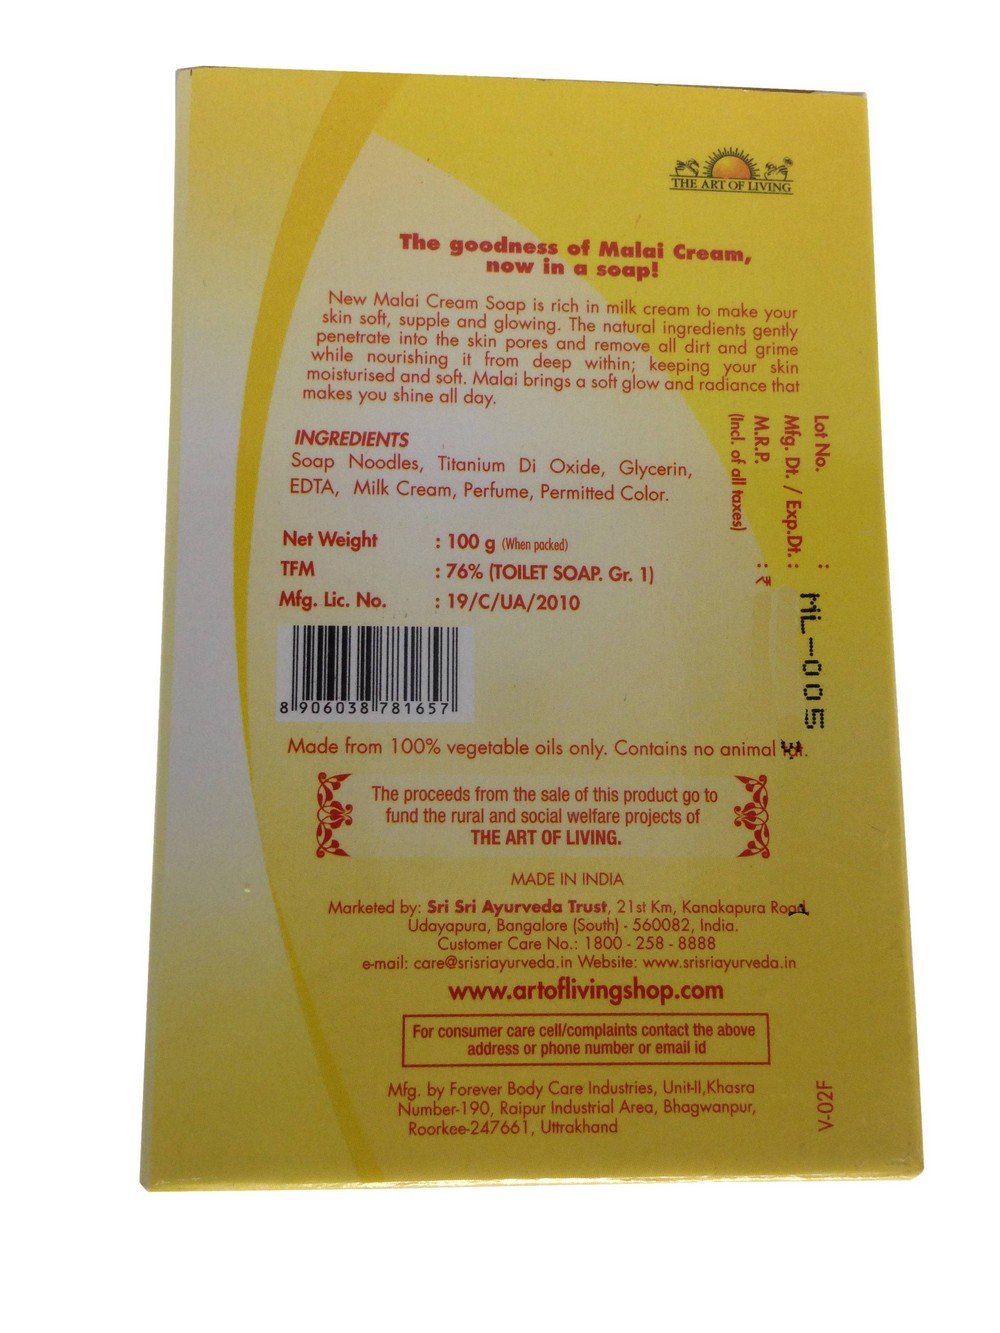 THE ART OF LIVING
The goodness of Malai Cream,
now in a soap!
New Malai Cream Soap is rich in milk cream to make your
skin soft, supple and glowing. The natural ingredients gently
penetrate into the skin pores and remove all dirt and grime
while nourishing it from deep within; keeping your skin
moisturised and soft. Malai brings a soft glow and radiance that
makes you shine all day.
INGREDIENTS
Soap Noodles, Titanium Di Oxide, Glycerin,
EDTA, Milk Cream, Perfume, Permitted Color.
Net Weight : 100 g (When packed)
TFM : 76% (TOILET SOAP. Gr. 1)
Mfg. Lic. No. : 19/C/UA/2010
Lot No. : ML-005
Mfg. Dt. / Exp.Dt. :
M.R.P. : ₹
(Incl. of all taxes)
8 906038 781657
Made from 100% vegetable oils only. Contains no animal
The proceeds from the sale of this product go to
fund the rural and social welfare projects of
THE ART OF LIVING.
MADE IN INDIA
Marketed by: Sri Sri Ayurveda Trust, 21st Km, Kanakapura Road,
Udayapura, Bangalore (South) - 560082, India.
Customer Care No.: 1800 - 258 - 8888
e-mail: care@srisriayurveda.in Website: www.srisriayurveda.in
www.artoflivingshop.com
For consumer care cell/complaints contact the above
address or phone number or email id
Mfg. by Forever Body Care Industries, Unit-II,Khasra
Number-190, Raipur Industrial Area, Bhagwanpur,
Roorkee-247661, Uttrakhand
V-02F